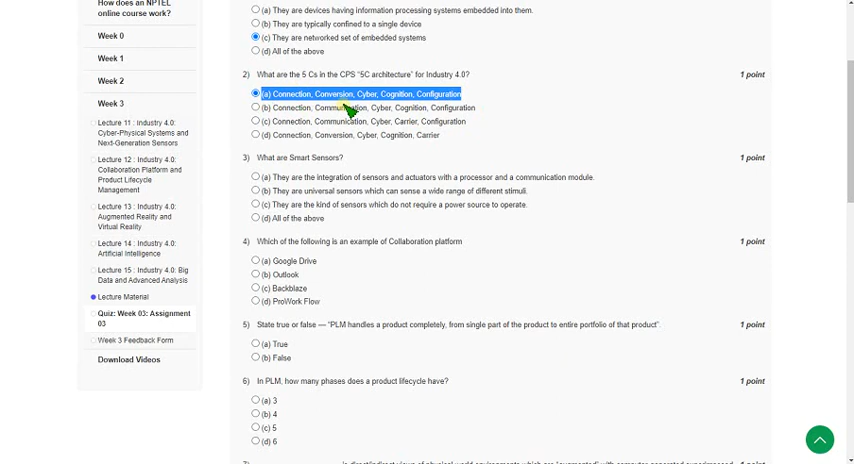 How does an NPTEL
online course work?
Week 0
Week 1
Week 2
Week 3
Lecture 11 : Industry 4.0:
Cyber-Physical Systems and
Next-Generation Sensors
Lecture 12 : Industry 4.0:
Collaboration Platform and
Product Lifecycle
Management
Lecture 13 : Industry 4.0:
Augmented Reality and
Virtual Reality
Lecture 14 : Industry 4.0:
Artificial Intelligence
Lecture 15 : Industry 4.0: Big
Data and Advanced Analysis
Lecture Material
Quiz: Week 03: Assignment
03
Week 3 Feedback Form
Download Videos
(a) They are devices having information processing systems embedded into them.
(b) They are typically confined to a single device
(c) They are networked set of embedded systems
(d) All of the above
2) What are the 5 Cs in the CPS "5C architecture" for Industry 4.0? 1 point
(a) Connection, Conversion, Cyber, Cognition, Configuration
(b) Connection, Communication, Cyber, Cognition, Configuration
(c) Connection, Communication, Cyber, Carrier, Configuration
(d) Connection, Conversion, Cyber, Cognition, Carrier
3) What are Smart Sensors? 1 point
(a) They are the integration of sensors and actuators with a processor and a communication module.
(b) They are universal sensors which can sense a wide range of different stimuli.
(c) They are the kind of sensors which do not require a power source to operate.
(d) All of the above
4) Which of the following is an example of Collaboration platform 1 point
(a) Google Drive
(b) Outlook
(c) Backblaze
(d) ProWork Flow
5) State true or false — "PLM handles a product completely, from single part of the product to entire portfolio of that product". 1 point
(a) True
(b) False
6) In PLM, how many phases does a product lifecycle have? 1 point
(a) 3
(b) 4
(c) 5
(d) 6